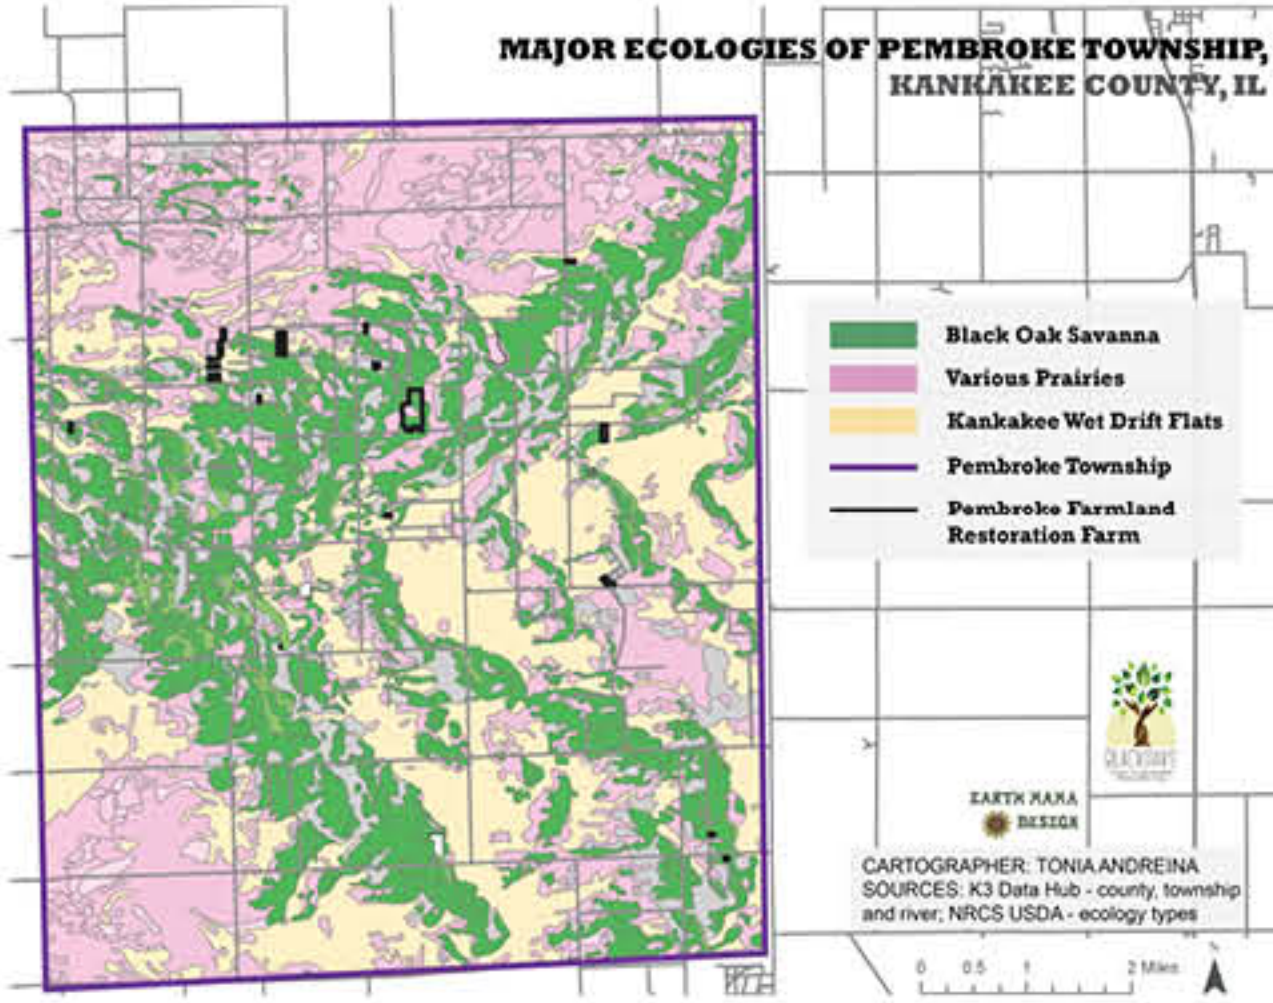 MAJOR ECOLOGIES OF PEMBROKE TOWNSHIP,
KANKAKEE COUNTY, IL
Black Oak Savanna
Various Prairies
Kankakee Wet Drift Flats
Pembroke Township
Pembroke Farmland
Restoration Farm
EARTH MAMA
DESIGN
CARTOGRAPHER: TONIA ANDREINA
SOURCES: K3 Data Hub - county, township
and river; NRCS USDA - ecology types
0 0.5 1 2 Miles